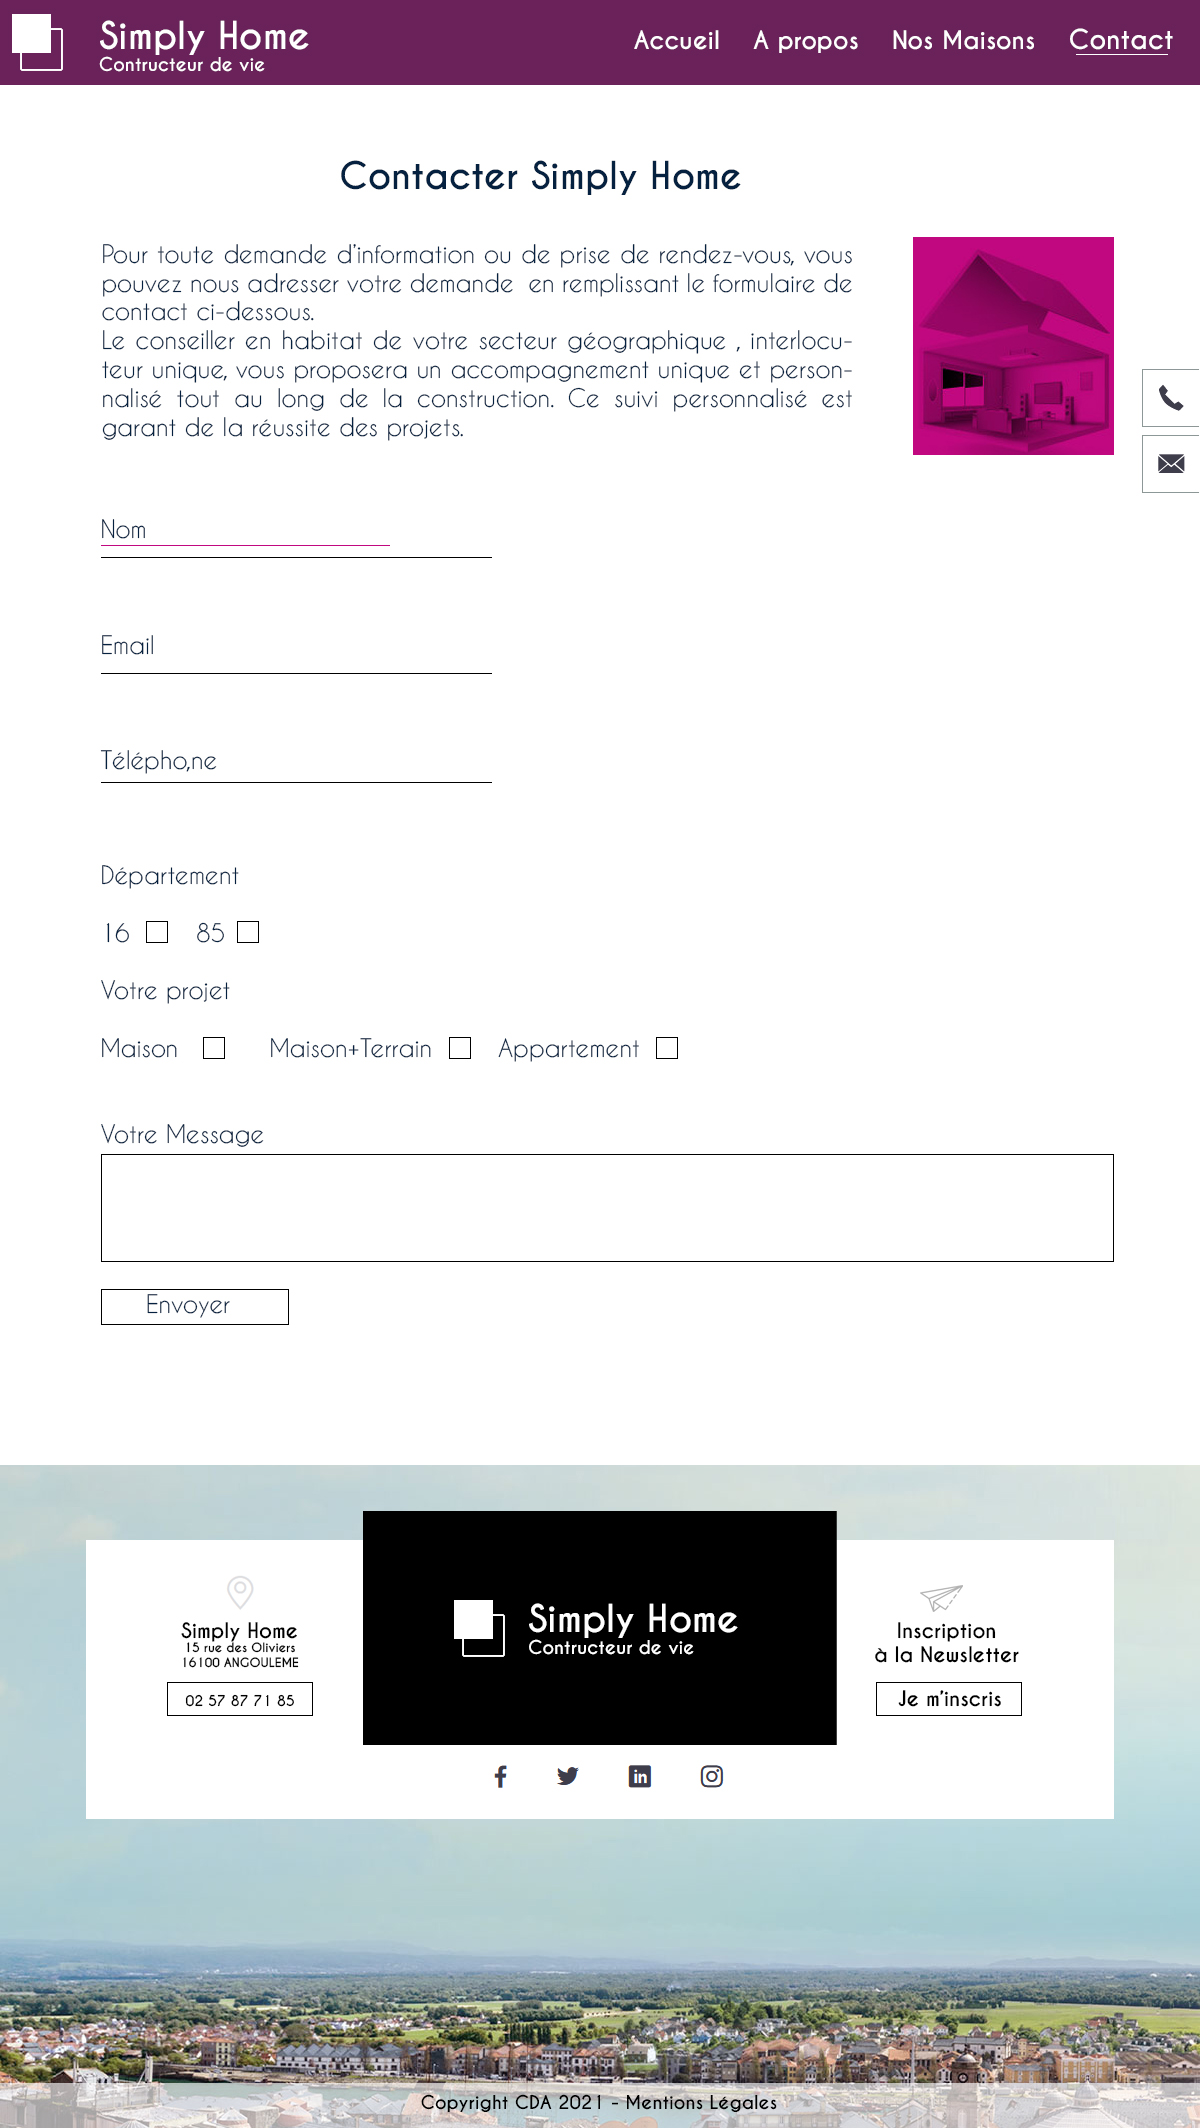 Simply Home
Contructeur de vie
Accueil
A propos
Nos Maisons
Contact
Contacter Simply Home
Pour toute demande d'information ou de prise de rendez-vous, vous
pouvez nous adresser votre demande en remplissant le formulaire de
contact ci-dessous.
Le conseiller en habitat de votre secteur géographique , interlocu-
teur unique, vous proposera un accompagnement unique et person-
nalisé tout au long de la construction. Ce suivi personnalisé est
garant de la réussite des projets.
Nom
Email
Télépho,ne
Département
16
85
Votre projet
Maison
Maison+Terrain
Appartement
Votre Message
Envoyer
Simply Home
15 rue des Oliviers
16100 ANGOULEME
02 57 87 71 85
Simply Home
Contructeur de vie
Inscription
à la Newsletter
Je m'inscris
in
Copyright CDA 2021 - Mentions Légales